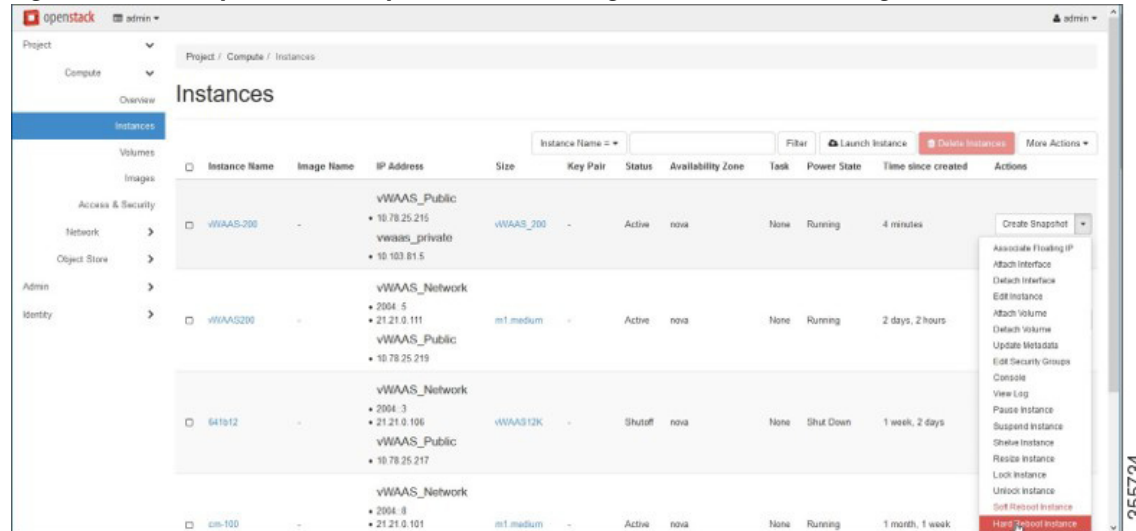 openstack admin
admin
Project
Compute
Overview
Instances
Volumes
Images
Access & Security
Network
Object Store
Admin
Identity
Project / Compute / Instances
Instances
Instance Name =
Filter
Launch Instance
Delete Instances
More Actions
Instance Name Image Name IP Address Size Key Pair Status Availability Zone Task Power State Time since created Actions
vWAAS_Public
• 10.78.25.215
vwaas_private
• 10.103.81.5
vWAAS-200 - vWAAS_200 - Active nova None Running 4 minutes Create Snapshot
vWAAS_Network
• 2004::5
• 21.21.0.111
vWAAS_Public
• 10.78.25.219
vWAAS200 - m1.medium - Active nova None Running 2 days, 2 hours
vWAAS_Network
• 2004::3
• 21.21.0.106
vWAAS_Public
• 10.78.25.217
641b12 - vWAAS12K - Shutoff nova None Shut Down 1 week, 2 days
vWAAS_Network
• 2004::8
• 21.21.0.101
cm-100 - m1.medium - Active nova None Running 1 month, 1 week
Associate Floating IP
Attach Interface
Detach Interface
Edit Instance
Attach Volume
Detach Volume
Update Metadata
Edit Security Groups
Console
View Log
Pause Instance
Suspend Instance
Shelve Instance
Resize Instance
Lock Instance
Unlock Instance
Soft Reboot Instance
Hard Reboot Instance
355734